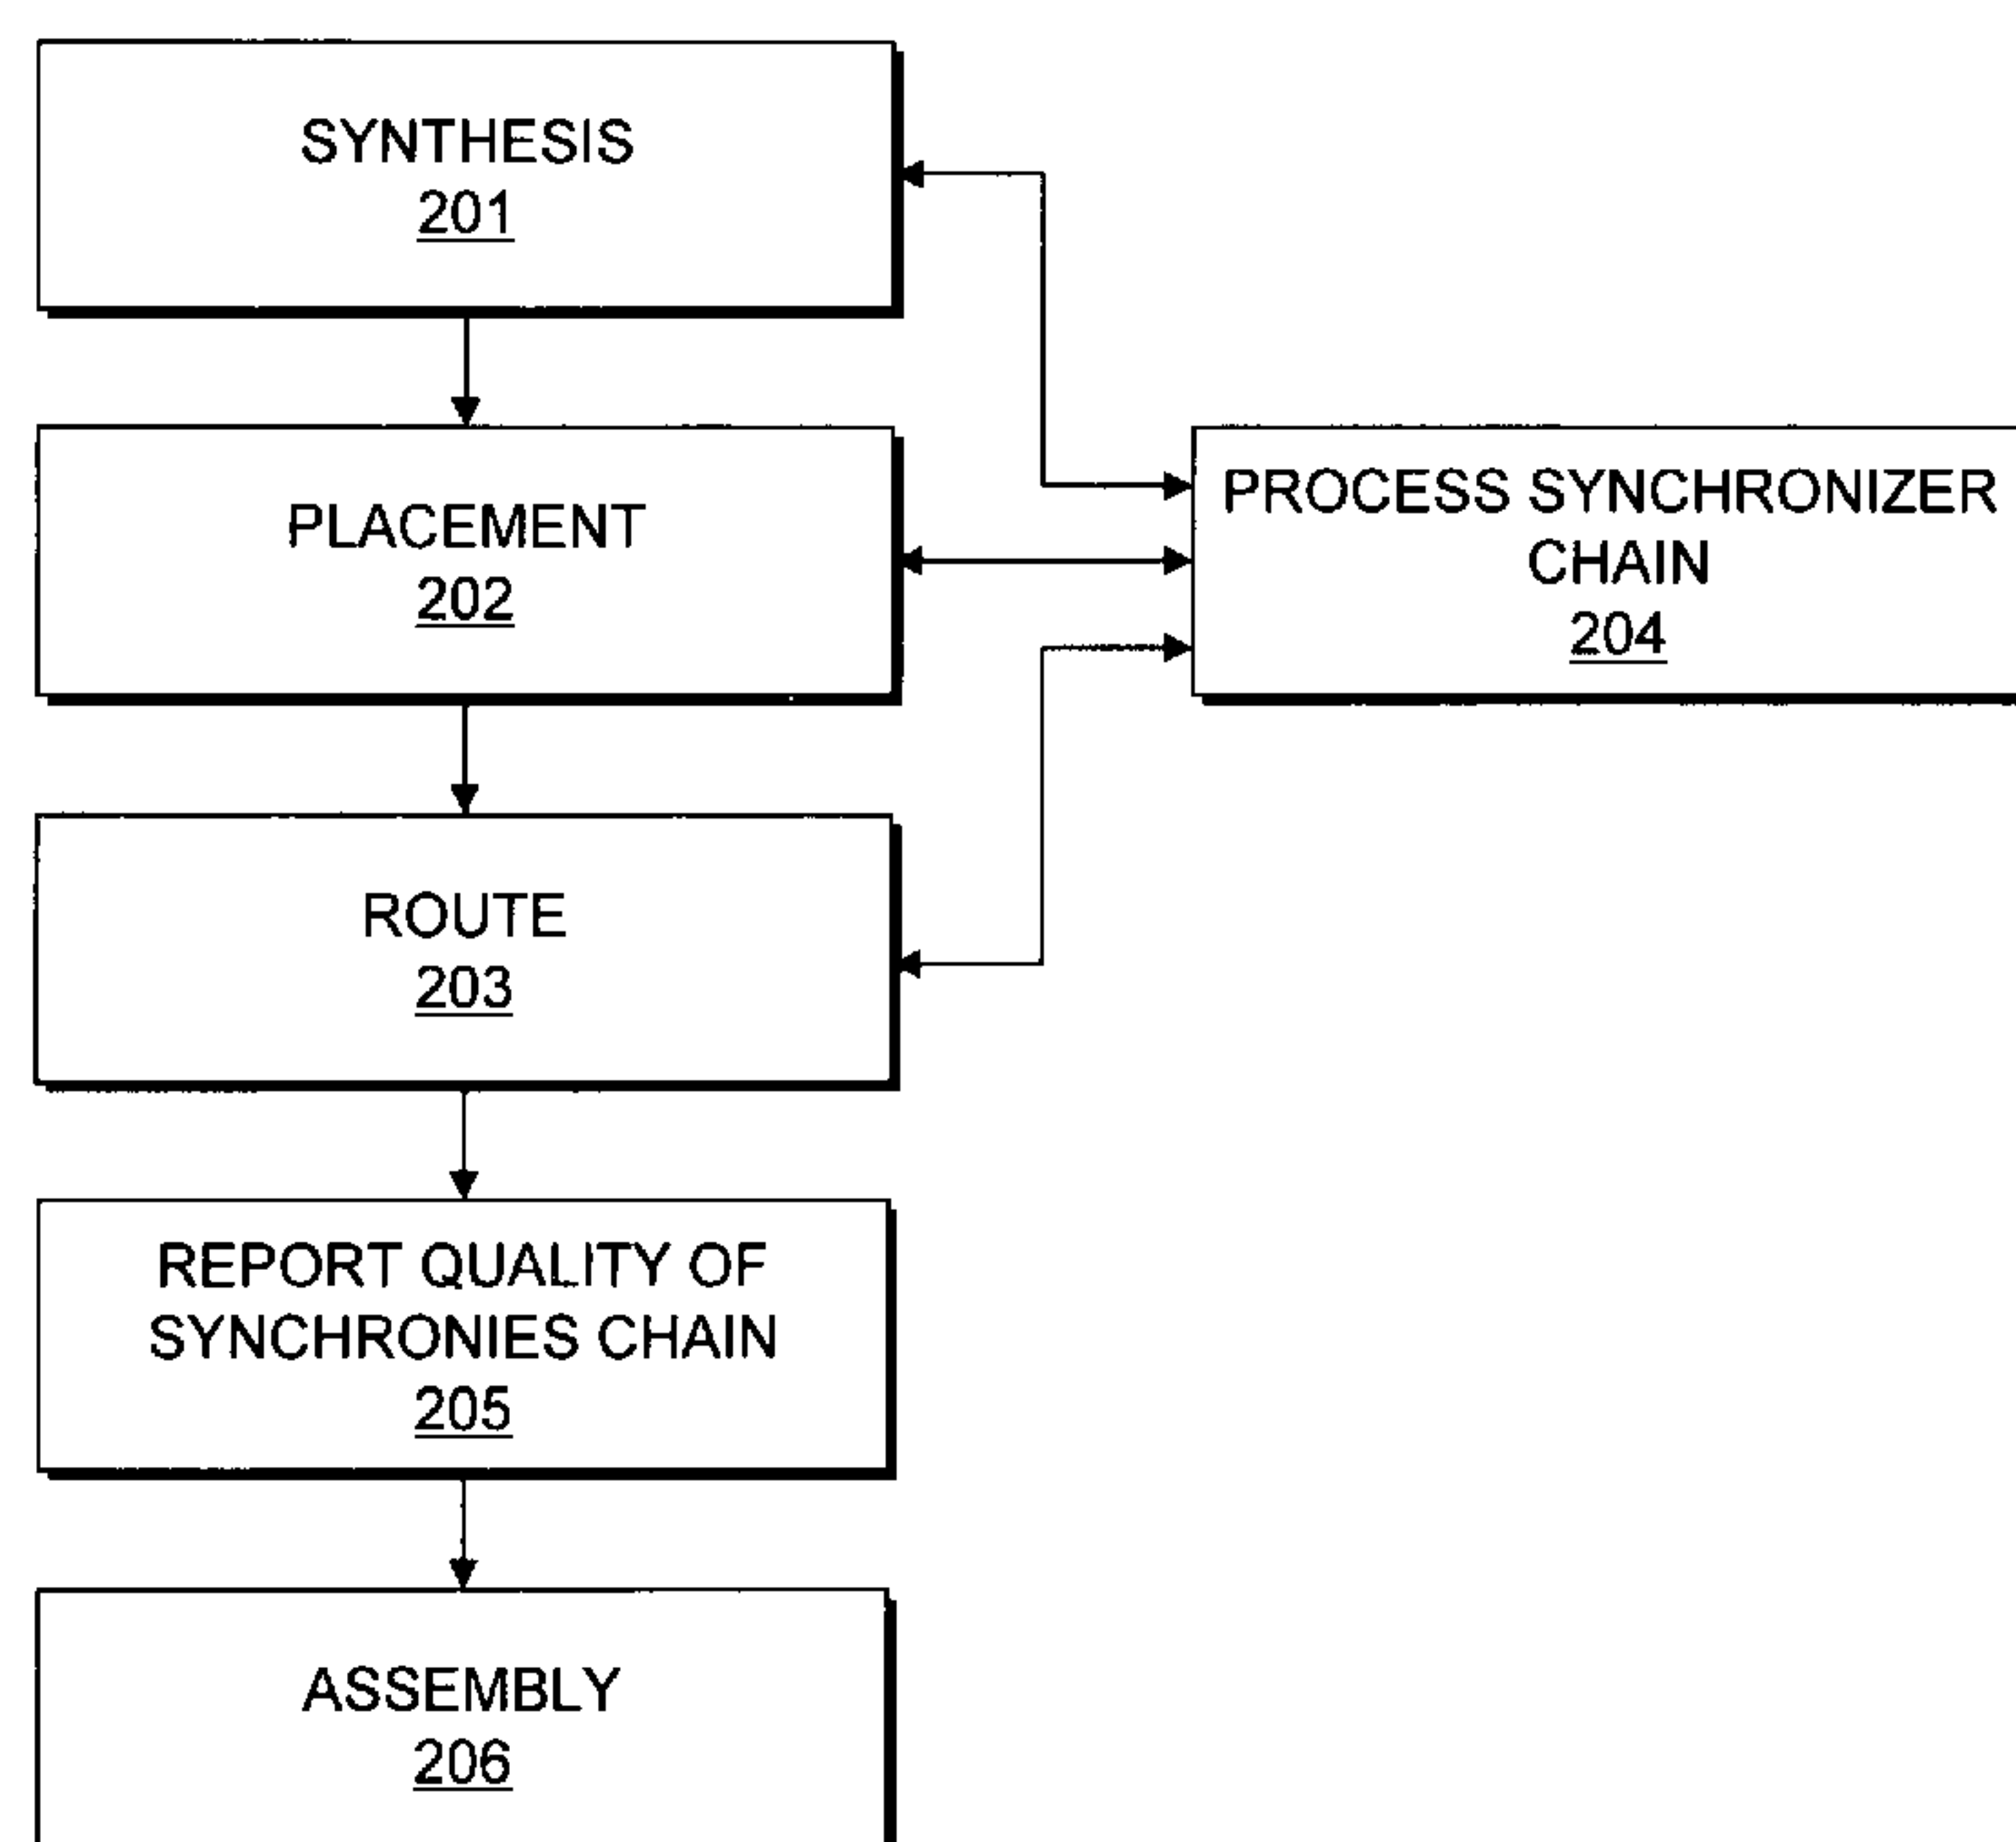 SYNTHESIS
201
PLACEMENT
202
PROCESS SYNCHRONIZER
CHAIN
204
ROUTE
203
REPORT QUALITY OF
SYNCHRONIES CHAIN
205
ASSEMBLY
206